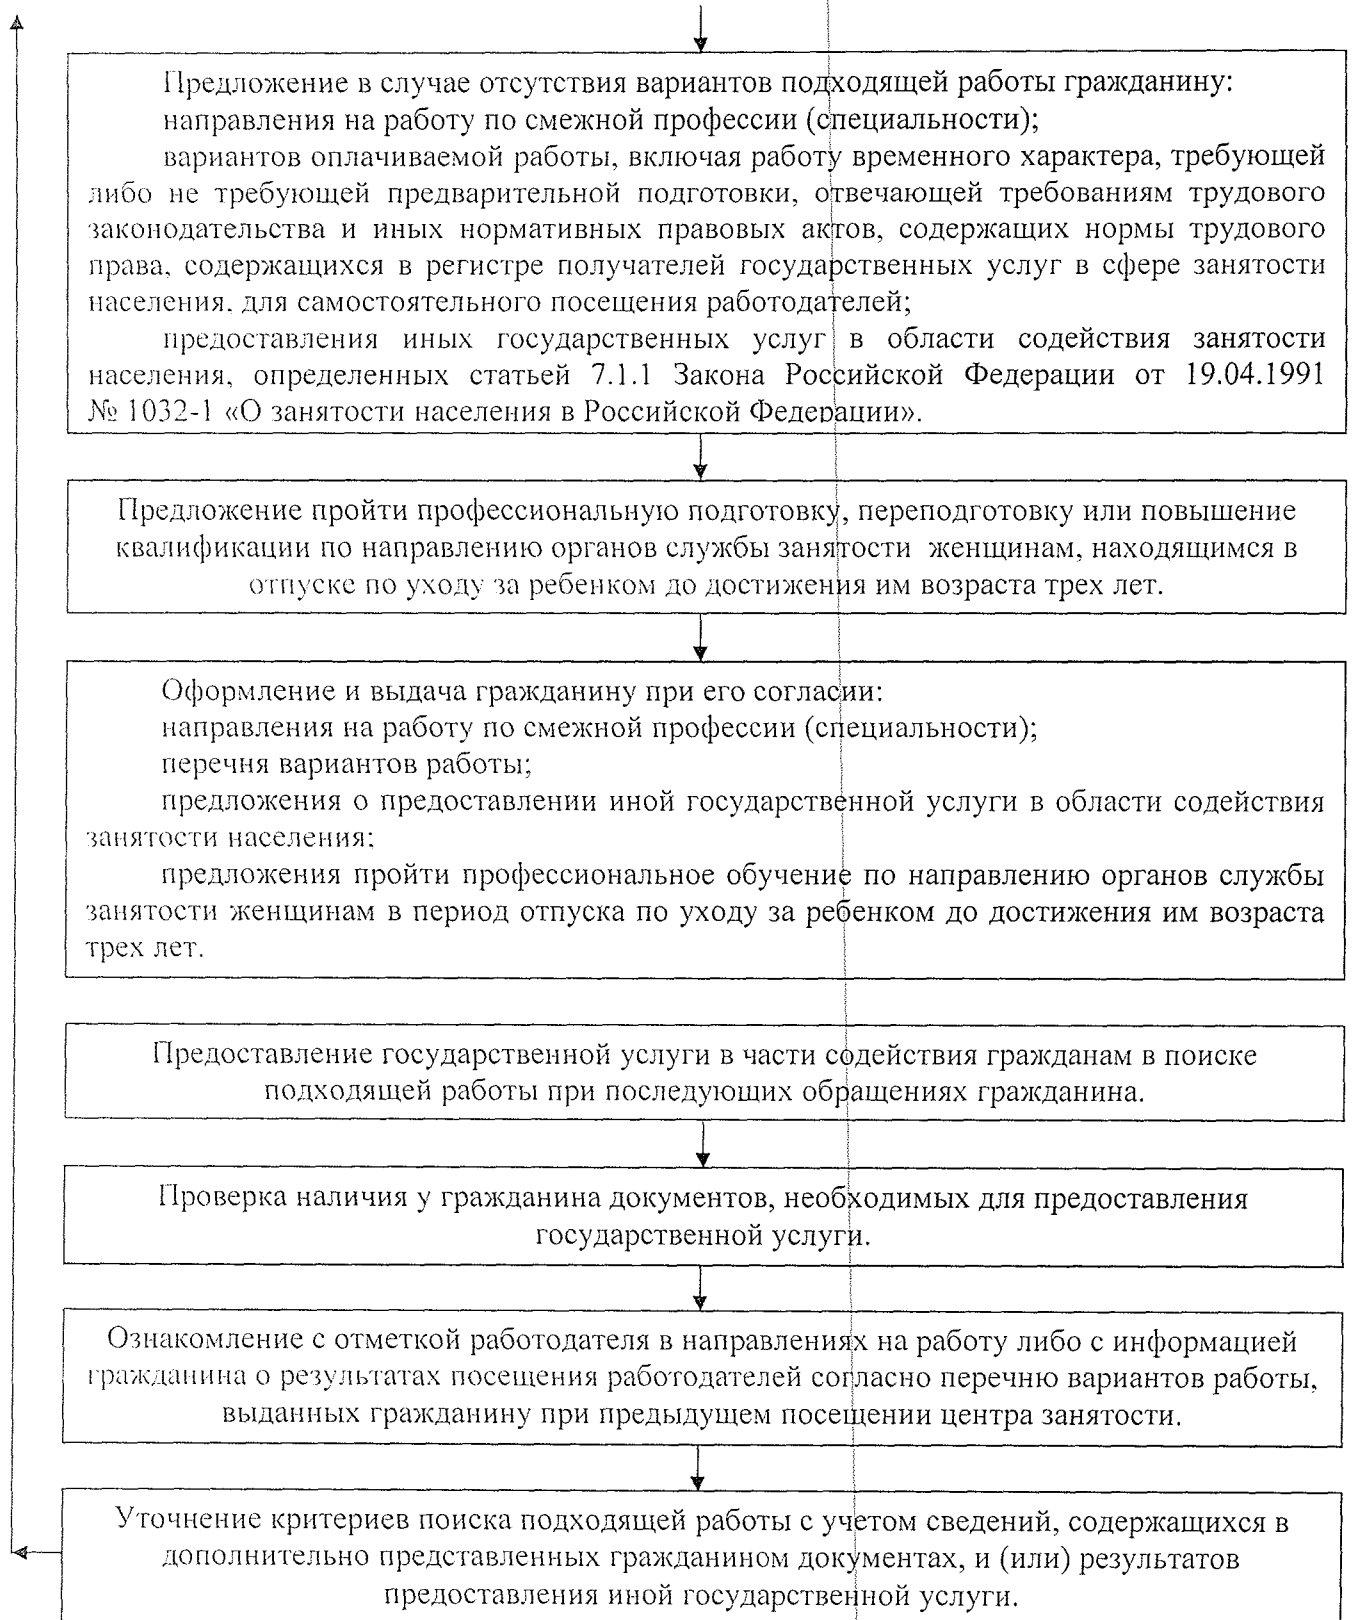 Предложение в случае отсутствия вариантов подходящей работы гражданину:
направления на работу по смежной профессии (специальности);
вариантов оплачиваемой работы, включая работу временного характера, требующей
либо не требующей предварительной подготовки, отвечающей требованиям трудового
законодательства и иных нормативных правовых актов, содержащих нормы трудового
права, содержащихся в регистре получателей государственных услуг в сфере занятости
населения, для самостоятельного посещения работодателей;
предоставления иных государственных услуг в области содействия занятости
населения, определенных статьей 7.1.1 Закона Российской Федерации от 19.04.1991
№ 1032-1 «О занятости населения в Российской Федерации».
Предложение пройти профессиональную подготовку, переподготовку или повышение
квалификации по направлению органов службы занятости женщинам, находящимся в
отпуске по уходу за ребенком до достижения им возраста трех лет.
Оформление и выдача гражданину при его согласии:
направления на работу по смежной профессии (специальности);
перечня вариантов работы;
предложения о предоставлении иной государственной услуги в области содействия
занятости населения;
предложения пройти профессиональное обучение по направлению органов службы
занятости женщинам в период отпуска по уходу за ребенком до достижения им возраста
трех лет.
Предоставление государственной услуги в части содействия гражданам в поиске
подходящей работы при последующих обращениях гражданина.
Проверка наличия у гражданина документов, необходимых для предоставления
государственной услуги.
Ознакомление с отметкой работодателя в направлениях на работу либо с информацией
гражданина о результатах посещения работодателей согласно перечню вариантов работы,
выданных гражданину при предыдущем посещении центра занятости.
Уточнение критериев поиска подходящей работы с учетом сведений, содержащихся в
дополнительно представленных гражданином документах, и (или) результатов
предоставления иной государственной услуги.